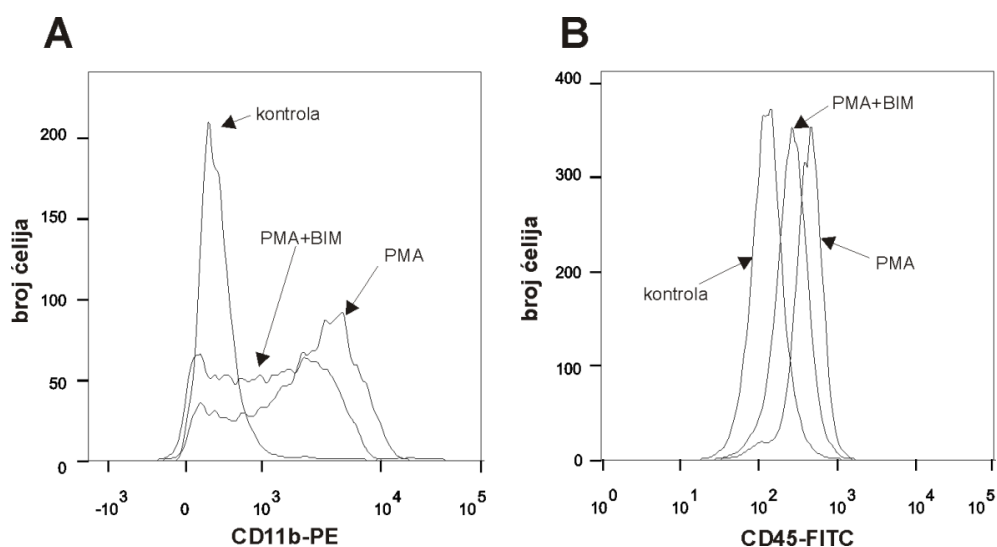 A
kontrola
PMA+BIM
PMA
broj ćelija
200
150
100
50
0
-10³
0
10³
10⁴
10⁵
CD11b-PE
B
PMA+BIM
PMA
kontrola
broj ćelija
400
300
200
100
0
10⁰
10¹
10²
10³
10⁴
10⁵
CD45-FITC